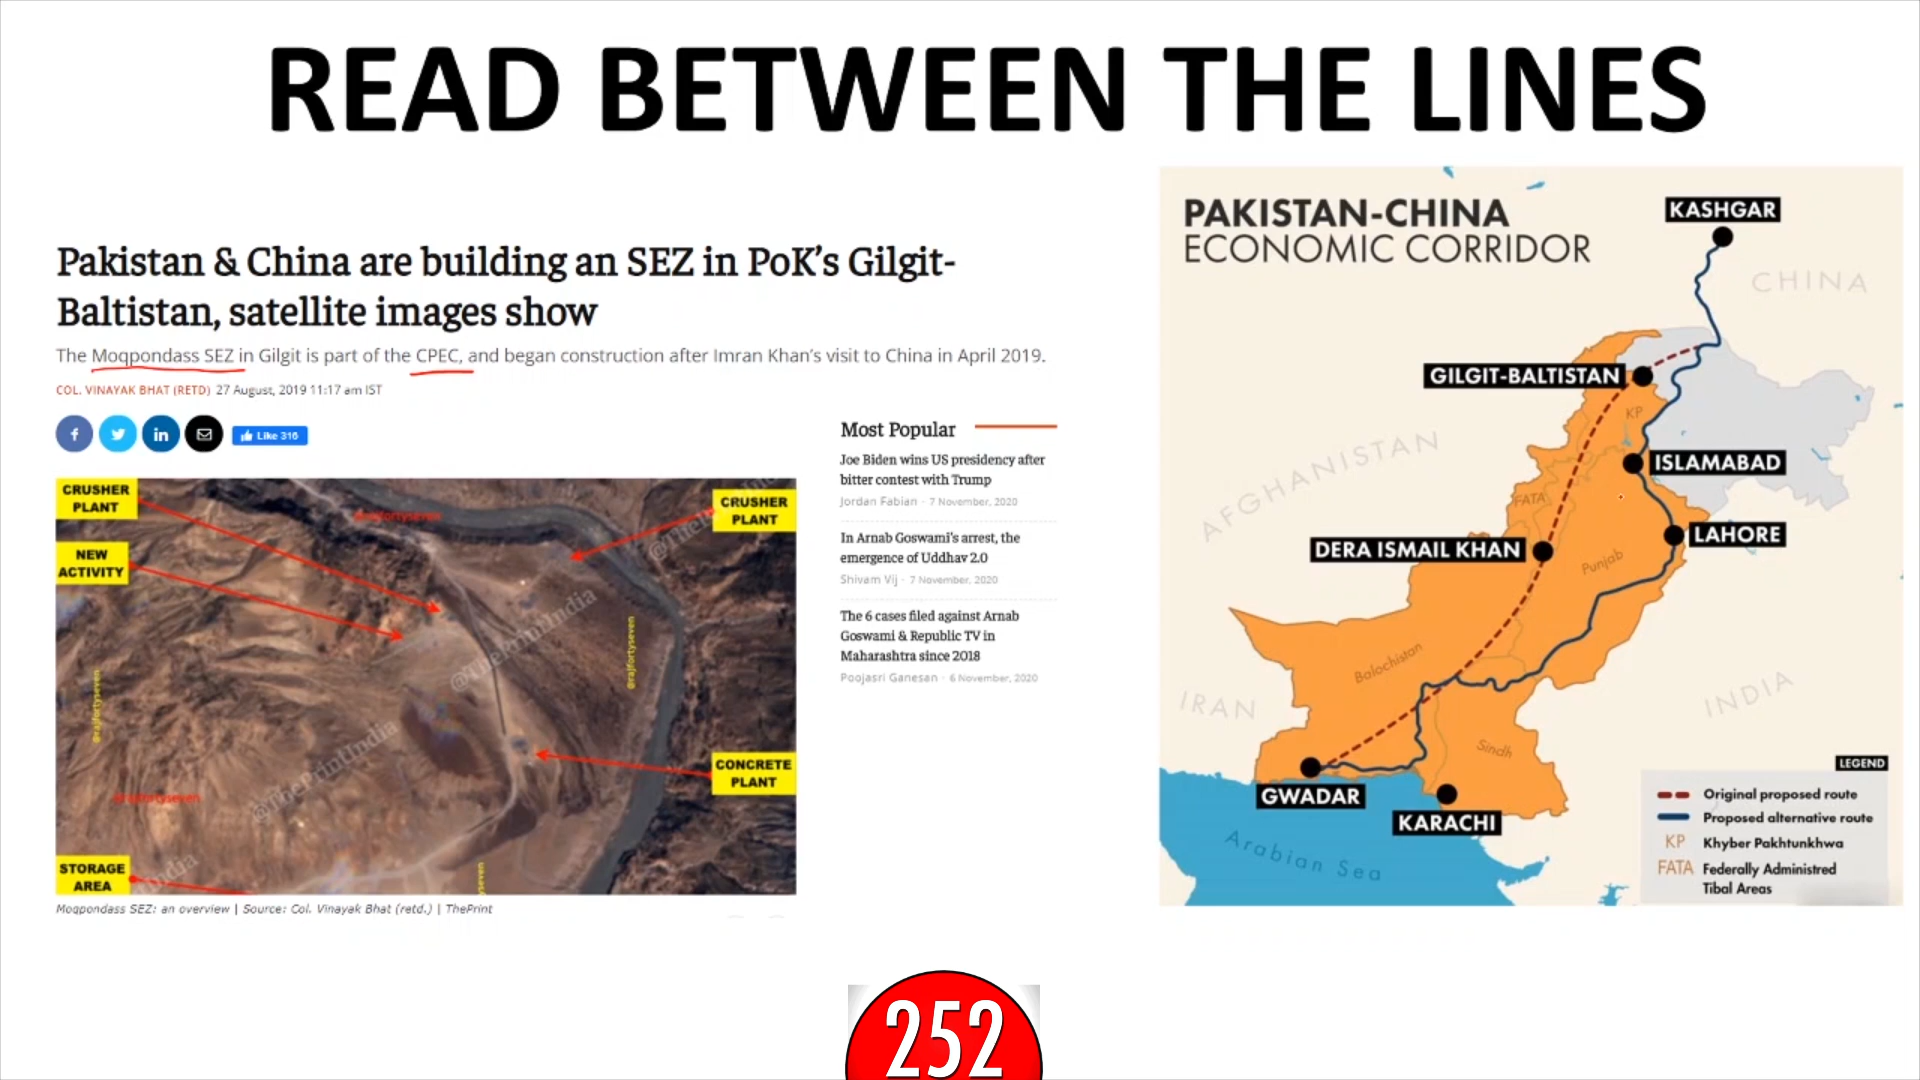 READ BETWEEN THE LINES
Pakistan & China are building an SEZ in PoK's Gilgit-
Baltistan, satellite images show
The Moqpondass SEZ in Gilgit is part of the CPEC, and began construction after Imran Khan's visit to China in April 2019.
COL. VINAYAK BHAT (RETD) 27 August, 2019 11:17 am IST
Like 316
CRUSHER
PLANT
NEW
ACTIVITY
CRUSHER
PLANT
CONCRETE
PLANT
STORAGE
AREA
@rajfortyseven
@rajfortyseven
@ThePrintIndia
@ThePrintIndia
Moqpondass SEZ: an overview | Source: Col. Vinayak Bhat (retd.) | ThePrint
Most Popular
Joe Biden wins US presidency after
bitter contest with Trump
Jordan Fabian - 7 November, 2020
In Arnab Goswami's arrest, the
emergence of Uddhav 2.0
Shivam Vij - 7 November, 2020
The 6 cases filed against Arnab
Goswami & Republic TV in
Maharashtra since 2018
Poojasri Ganesan - 6 November, 2020
PAKISTAN-CHINA
ECONOMIC CORRIDOR
KASHGAR
CHINA
GILGIT-BALTISTAN
KP
AFGHANISTAN
ISLAMABAD
FATA
LAHORE
DERA ISMAIL KHAN
Punjab
Balochistan
IRAN
INDIA
Sindh
GWADAR
KARACHI
Arabian Sea
LEGEND
Original proposed route
Proposed alternative route
KP Khyber Pakhtunkhwa
FATA Federally Administred
Tibal Areas
252